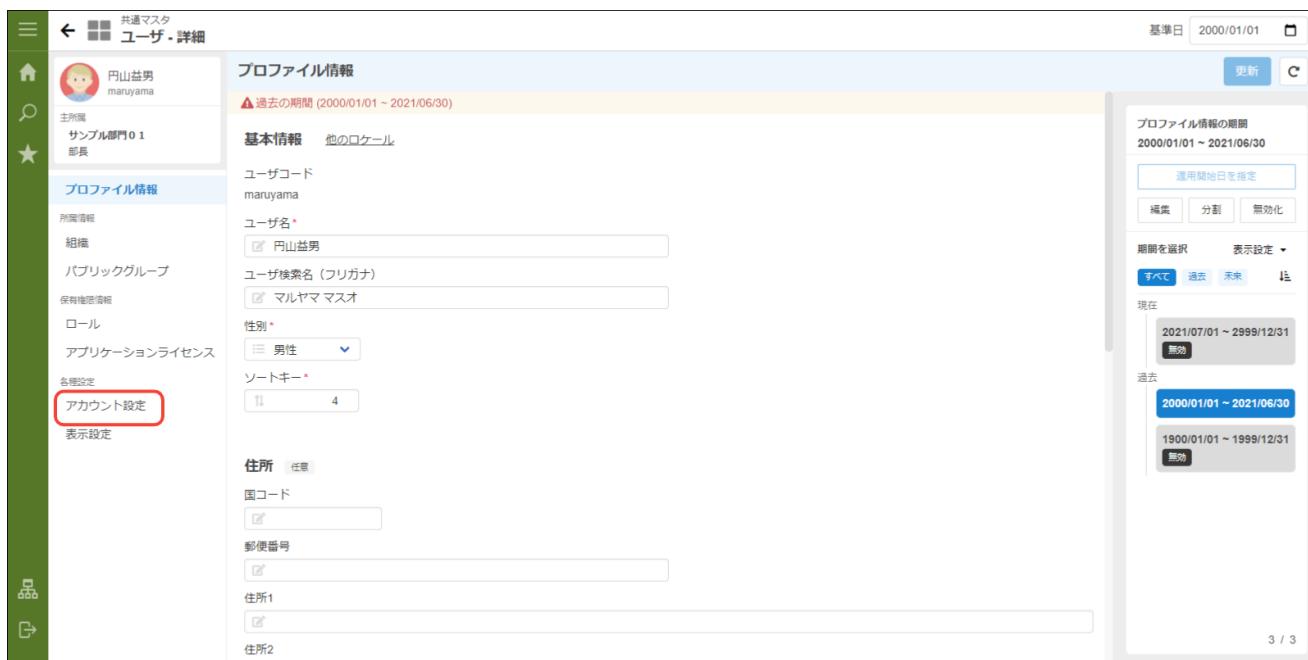 共通マスタ
ユーザ - 詳細
基準日 2000/01/01
円山益男
maruyama
主所属
サンプル部門01
部長
プロファイル情報
所属情報
組織
パブリックグループ
保有権限情報
ロール
アプリケーションライセンス
各種設定
アカウント設定
表示設定
プロファイル情報
更新
過去の期間 (2000/01/01 ~ 2021/06/30)
基本情報 他のロケール
ユーザコード
maruyama
ユーザ名*
円山益男
ユーザ検索名（フリガナ）
マルヤマ マスオ
性別*
男性
ソートキー*
4
住所 任意
国コード
郵便番号
住所1
住所2
プロファイル情報の期間
2000/01/01 ~ 2021/06/30
適用開始日を指定
編集 分割 無効化
期間を選択 表示設定
すべて 過去 未来
現在
2021/07/01 ~ 2999/12/31
無効
過去
2000/01/01 ~ 2021/06/30
1900/01/01 ~ 1999/12/31
無効
3 / 3